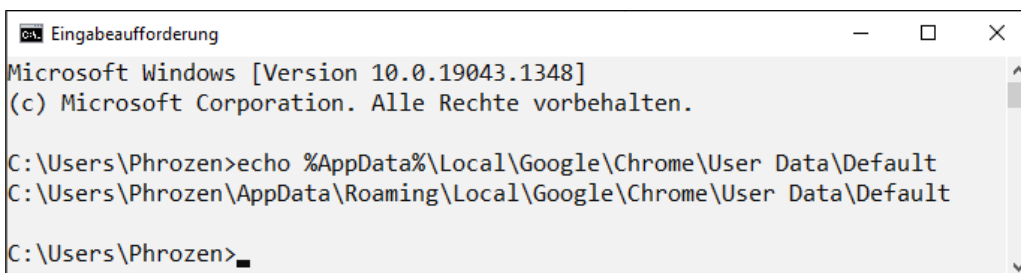 Eingabeaufforderung
Microsoft Windows [Version 10.0.19043.1348]
(c) Microsoft Corporation. Alle Rechte vorbehalten.
C:\Users\Phrozen>echo %AppData%\Local\Google\Chrome\User Data\Default
C:\Users\Phrozen\AppData\Roaming\Local\Google\Chrome\User Data\Default
C:\Users\Phrozen>